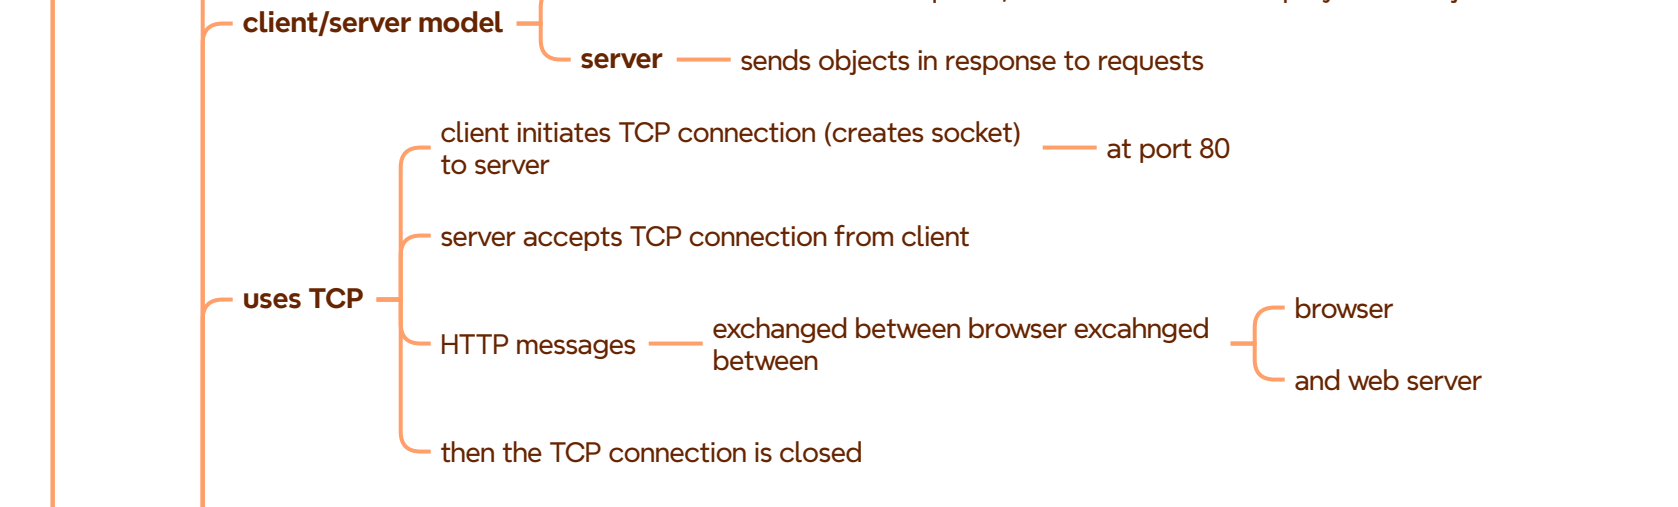 client/server model
server
sends objects in response to requests
uses TCP
client initiates TCP connection (creates socket)
to server
at port 80
server accepts TCP connection from client
HTTP messages
exchanged between browser excahnged
between
browser
and web server
then the TCP connection is closed